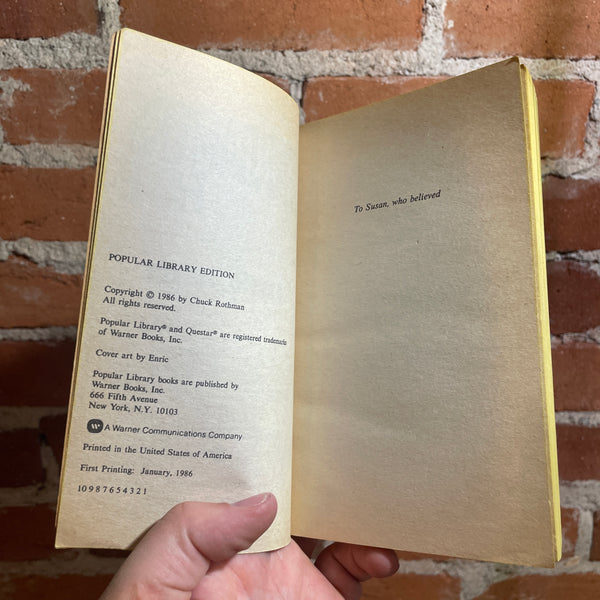 POPULAR LIBRARY EDITION
Copyright © 1986 by Chuck Rothman
All rights reserved.
Popular Library® and Questar® are registered trademarks
of Warner Books, Inc.
Cover art by Enric
Popular Library books are published by
Warner Books, Inc.
666 Fifth Avenue
New York, N.Y. 10103
W A Warner Communications Company
Printed in the United States of America
First Printing: January, 1986
10 9 8 7 6 5 4 3 2 1
To Susan, who believed